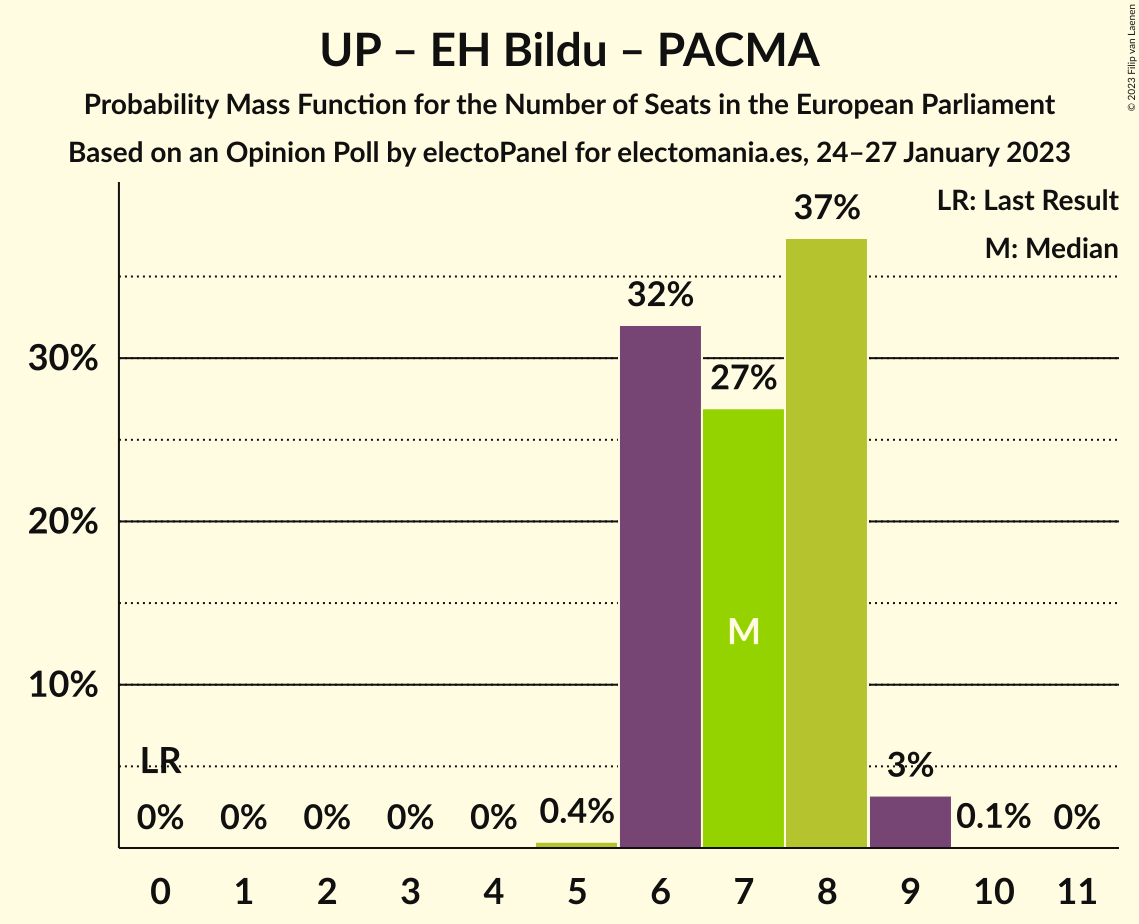 UP – EH Bildu – PACMA
Probability Mass Function for the Number of Seats in the European Parliament
Based on an Opinion Poll by electoPanel for electomania.es, 24–27 January 2023
© 2023 Filip van Laenen
LR: Last Result
M: Median
37%
32%
27%
30%
20%
10%
M
LR
0%
0%
0%
0%
0%
0.4%
3%
0.1%
0%
0 1 2 3 4 5 6 7 8 9 10 11